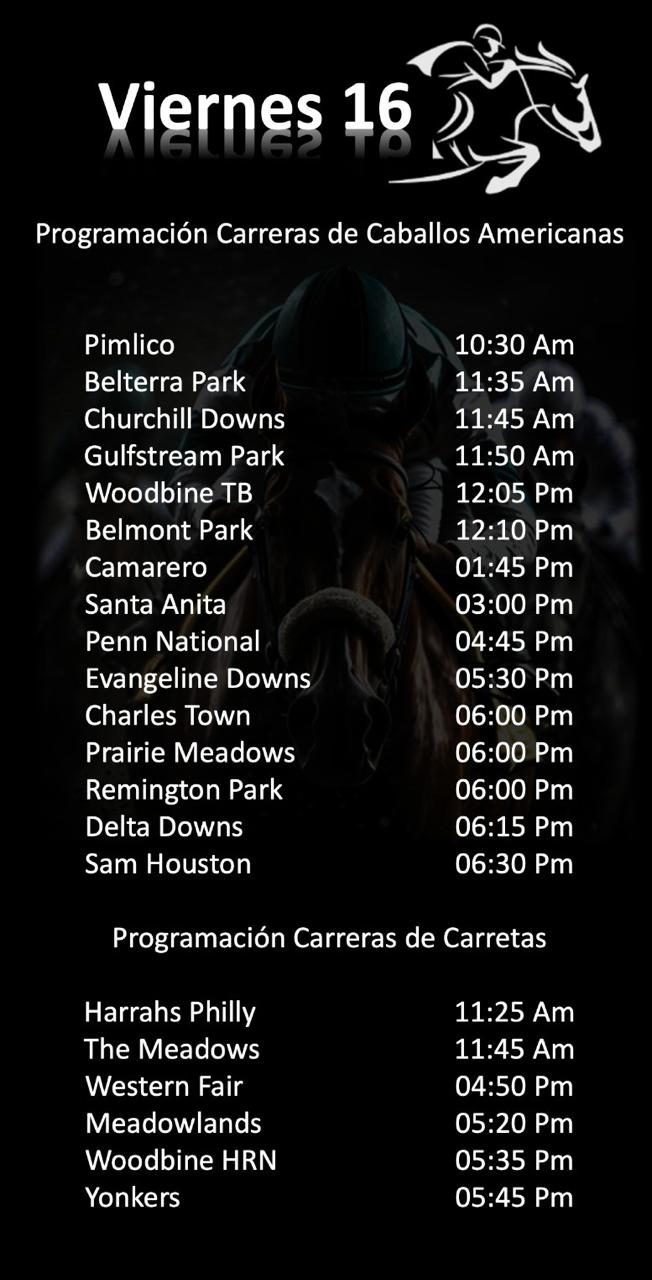 Viernes 16
Programación Carreras de Caballos Americanas
Pimlico 10:30 Am
Belterra Park 11:35 Am
Churchill Downs 11:45 Am
Gulfstream Park 11:50 Am
Woodbine TB 12:05 Pm
Belmont Park 12:10 Pm
Camarero 01:45 Pm
Santa Anita 03:00 Pm
Penn National 04:45 Pm
Evangeline Downs 05:30 Pm
Charles Town 06:00 Pm
Prairie Meadows 06:00 Pm
Remington Park 06:00 Pm
Delta Downs 06:15 Pm
Sam Houston 06:30 Pm
Programación Carreras de Carretas
Harrahs Philly 11:25 Am
The Meadows 11:45 Am
Western Fair 04:50 Pm
Meadowlands 05:20 Pm
Woodbine HRN 05:35 Pm
Yonkers 05:45 Pm